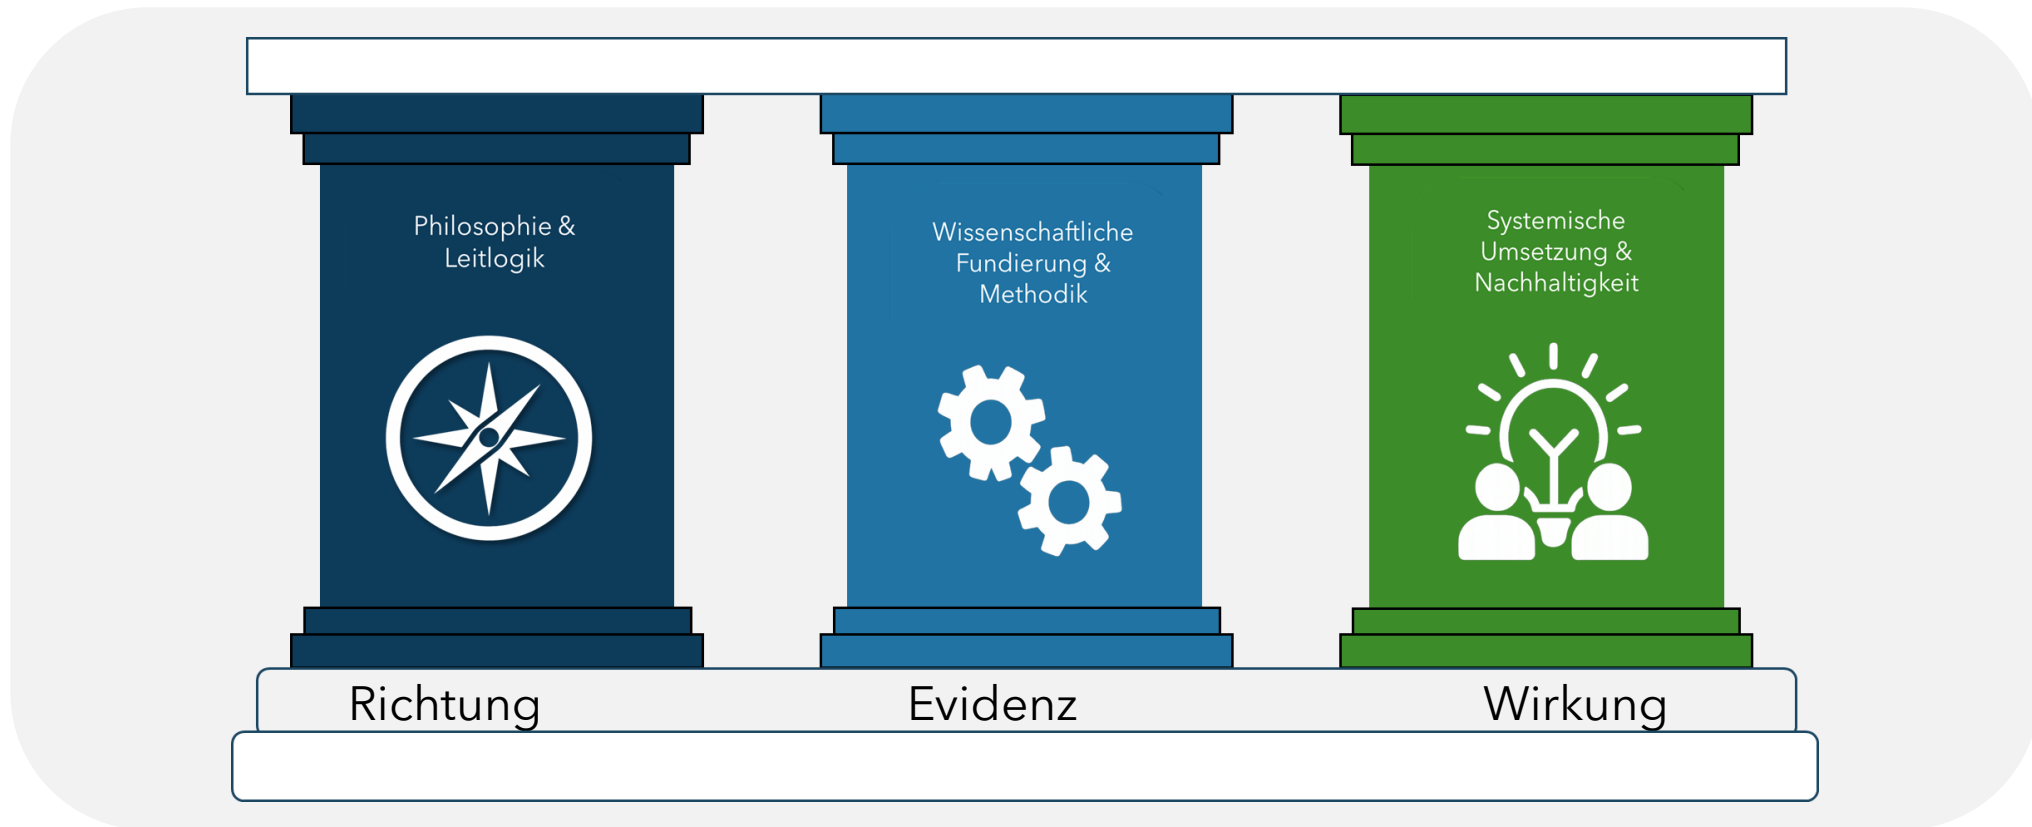 Philosophie &
Leitlogik
Wissenschaftliche
Fundierung &
Methodik
Systemische
Umsetzung &
Nachhaltigkeit
Richtung
Evidenz
Wirkung